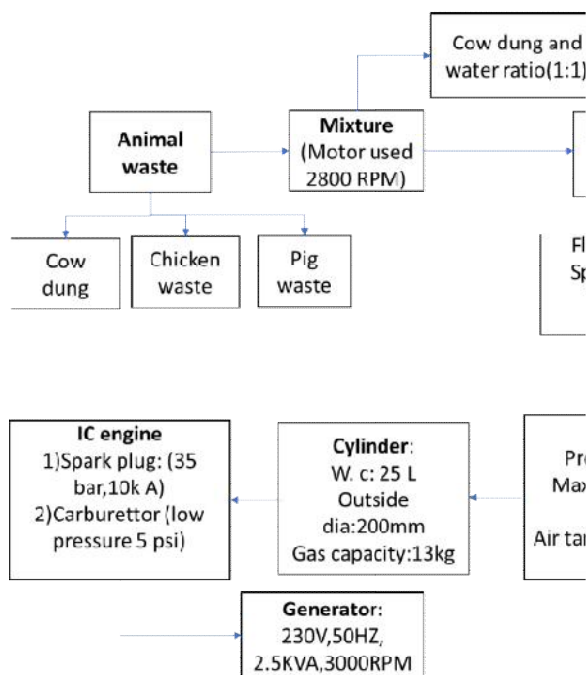 Cow dung and
water ratio(1:1)
Animal
waste
Mixture
(Motor used
2800 RPM)
Cow
dung
Chicken
waste
Pig
waste
IC engine
1)Spark plug: (35
bar,10k A)
2)Carburettor (low
pressure 5 psi)
Cylinder:
W. c: 25 L
Outside
dia:200mm
Gas capacity:13kg
Air
Generator:
230V,50HZ,
2.5KVA,3000RPM